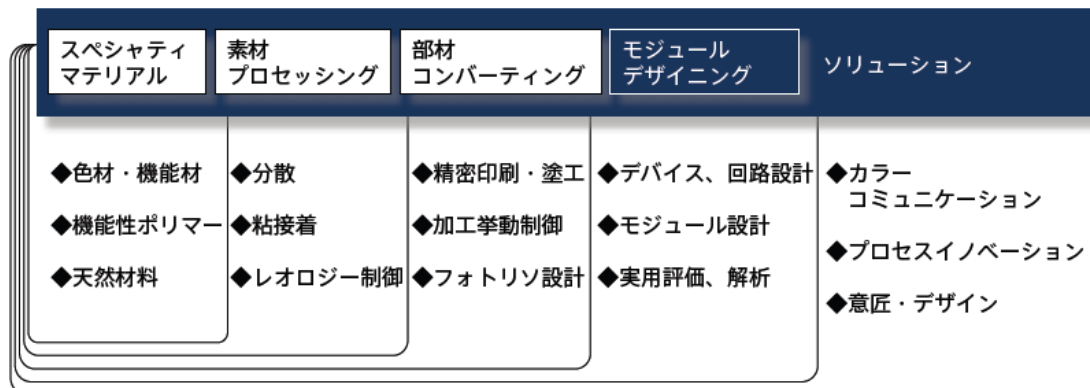 スペシャティ
マテリアル
素材
プロセッシング
部材
コンバーティング
モジュール
デザイニング
ソリューション
◆色材・機能材
◆機能性ポリマー
◆天然材料
◆分散
◆粘接着
◆レオロジー制御
◆精密印刷・塗工
◆加工挙動制御
◆フォトリソ設計
◆デバイス、回路設計
◆モジュール設計
◆実用評価、解析
◆カラー
コミュニケーション
◆プロセスイノベーション
◆意匠・デザイン